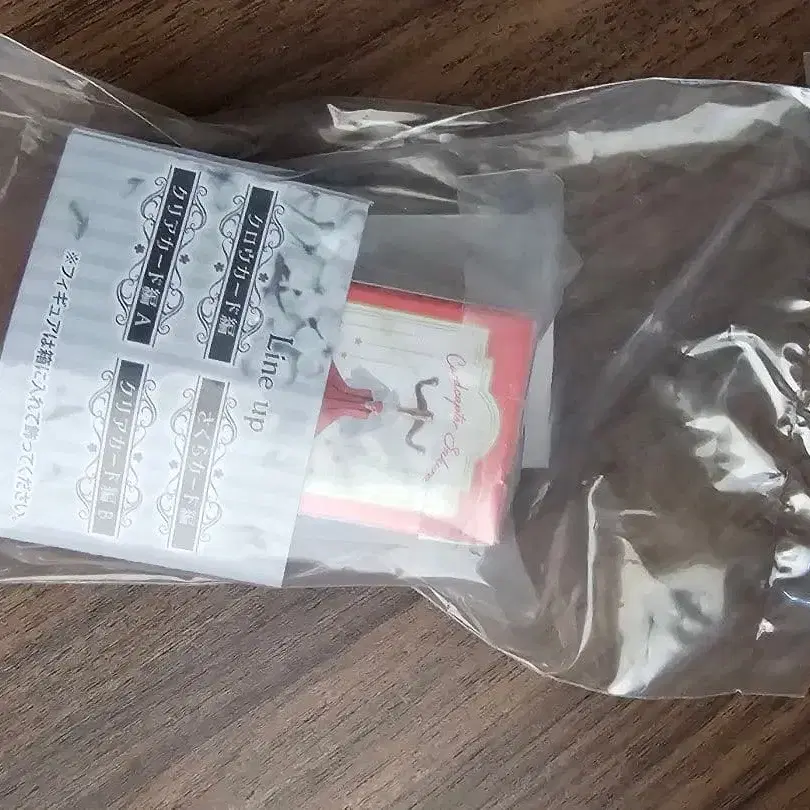 Line up
クロウカード編
さくらカード編
クリアカード編 A
クリアカード編 B
※フィギュアは箱に入れて飾ってください。
Cardcaptor Sakura